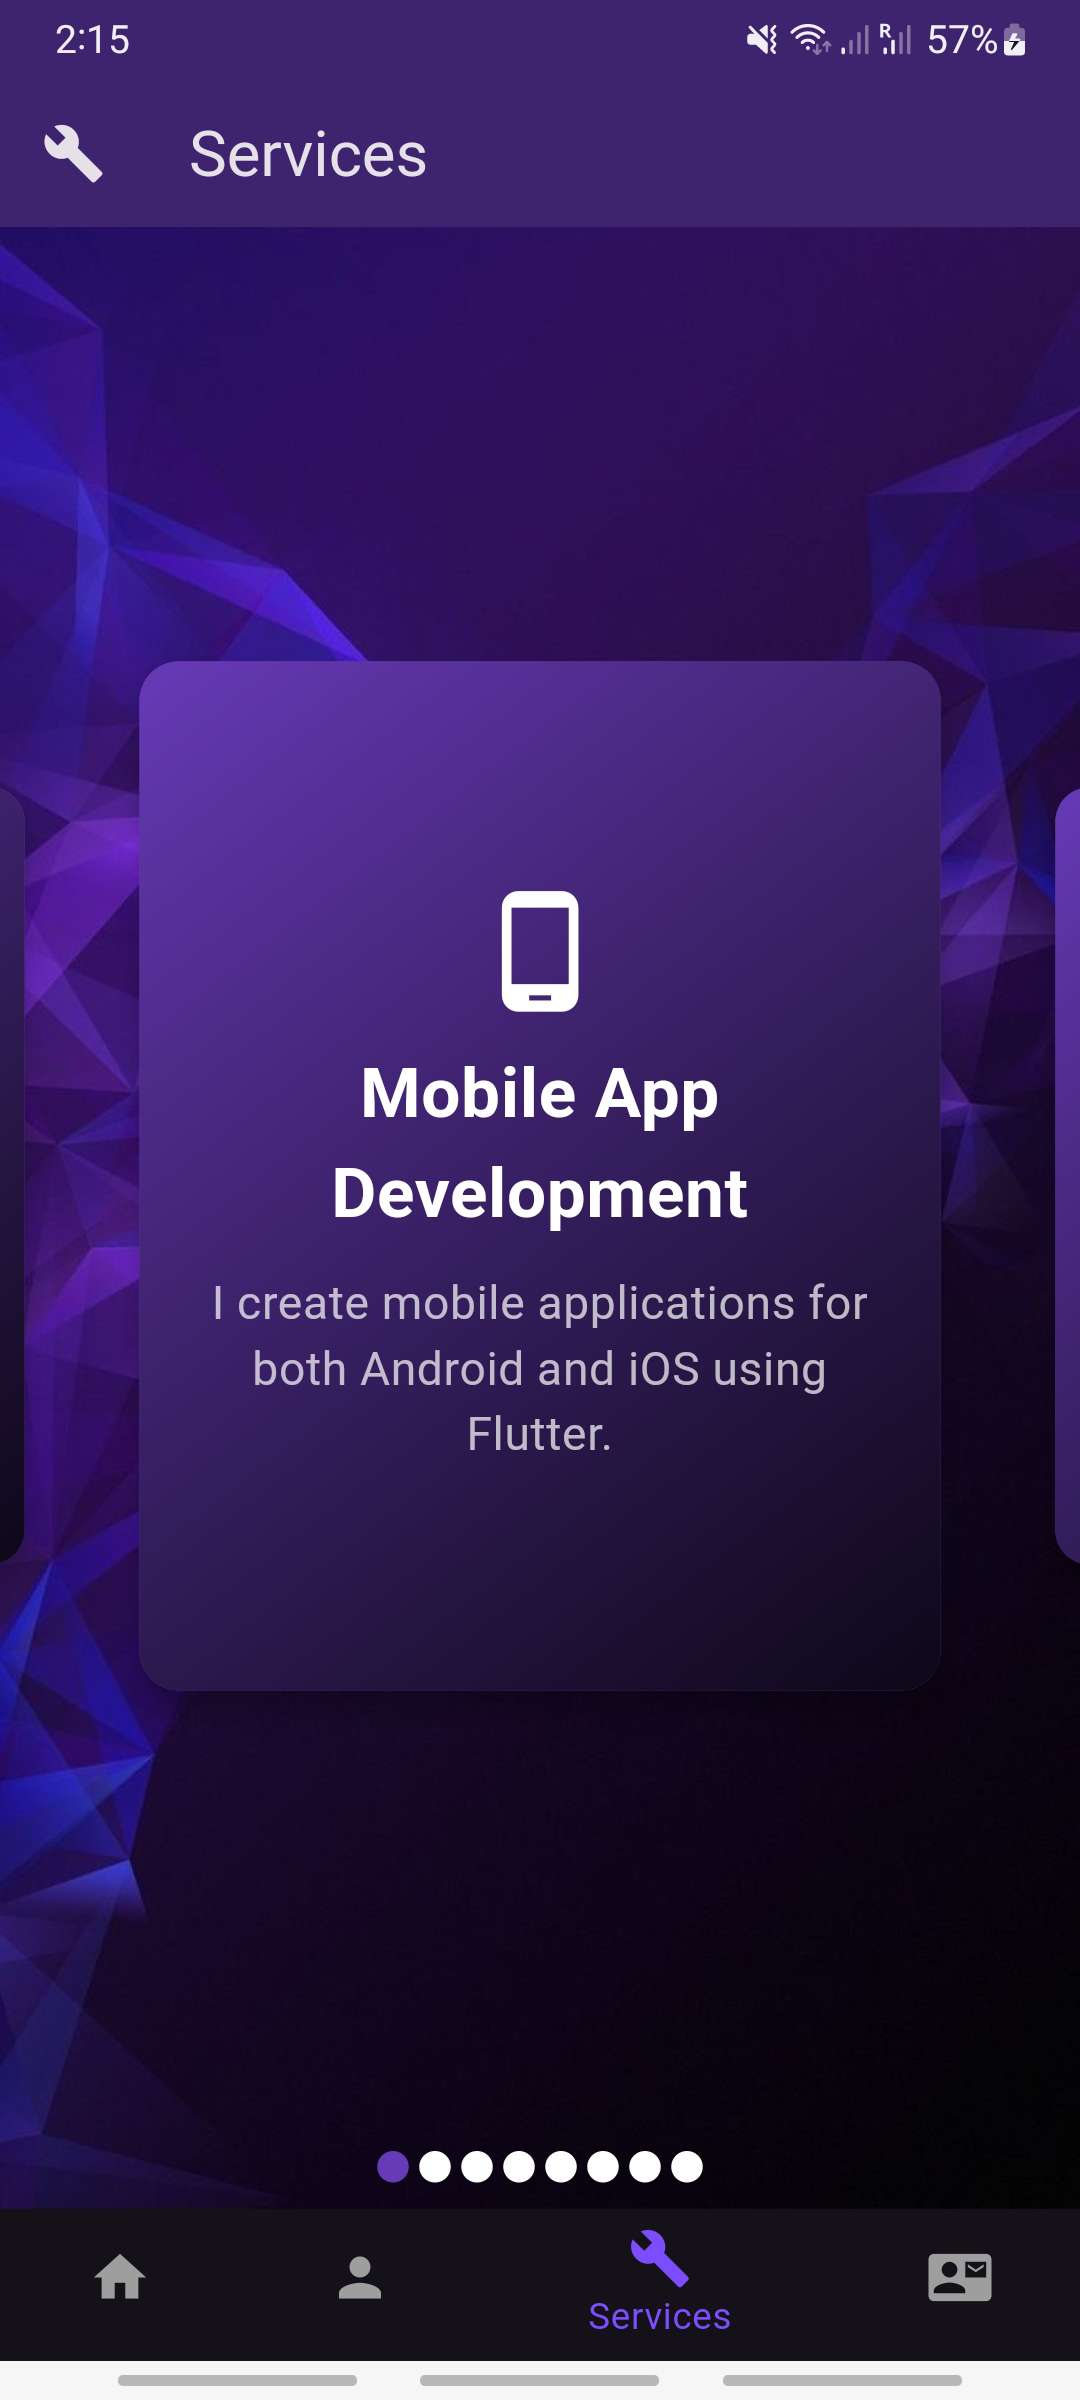 2:15
R
57%
Services
Mobile App
Development
I create mobile applications for
both Android and iOS using
Flutter.
Services